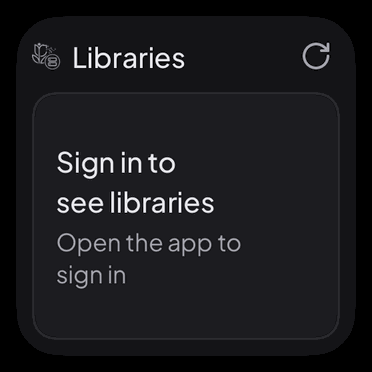 Libraries
Sign in to
see libraries
Open the app to
sign in